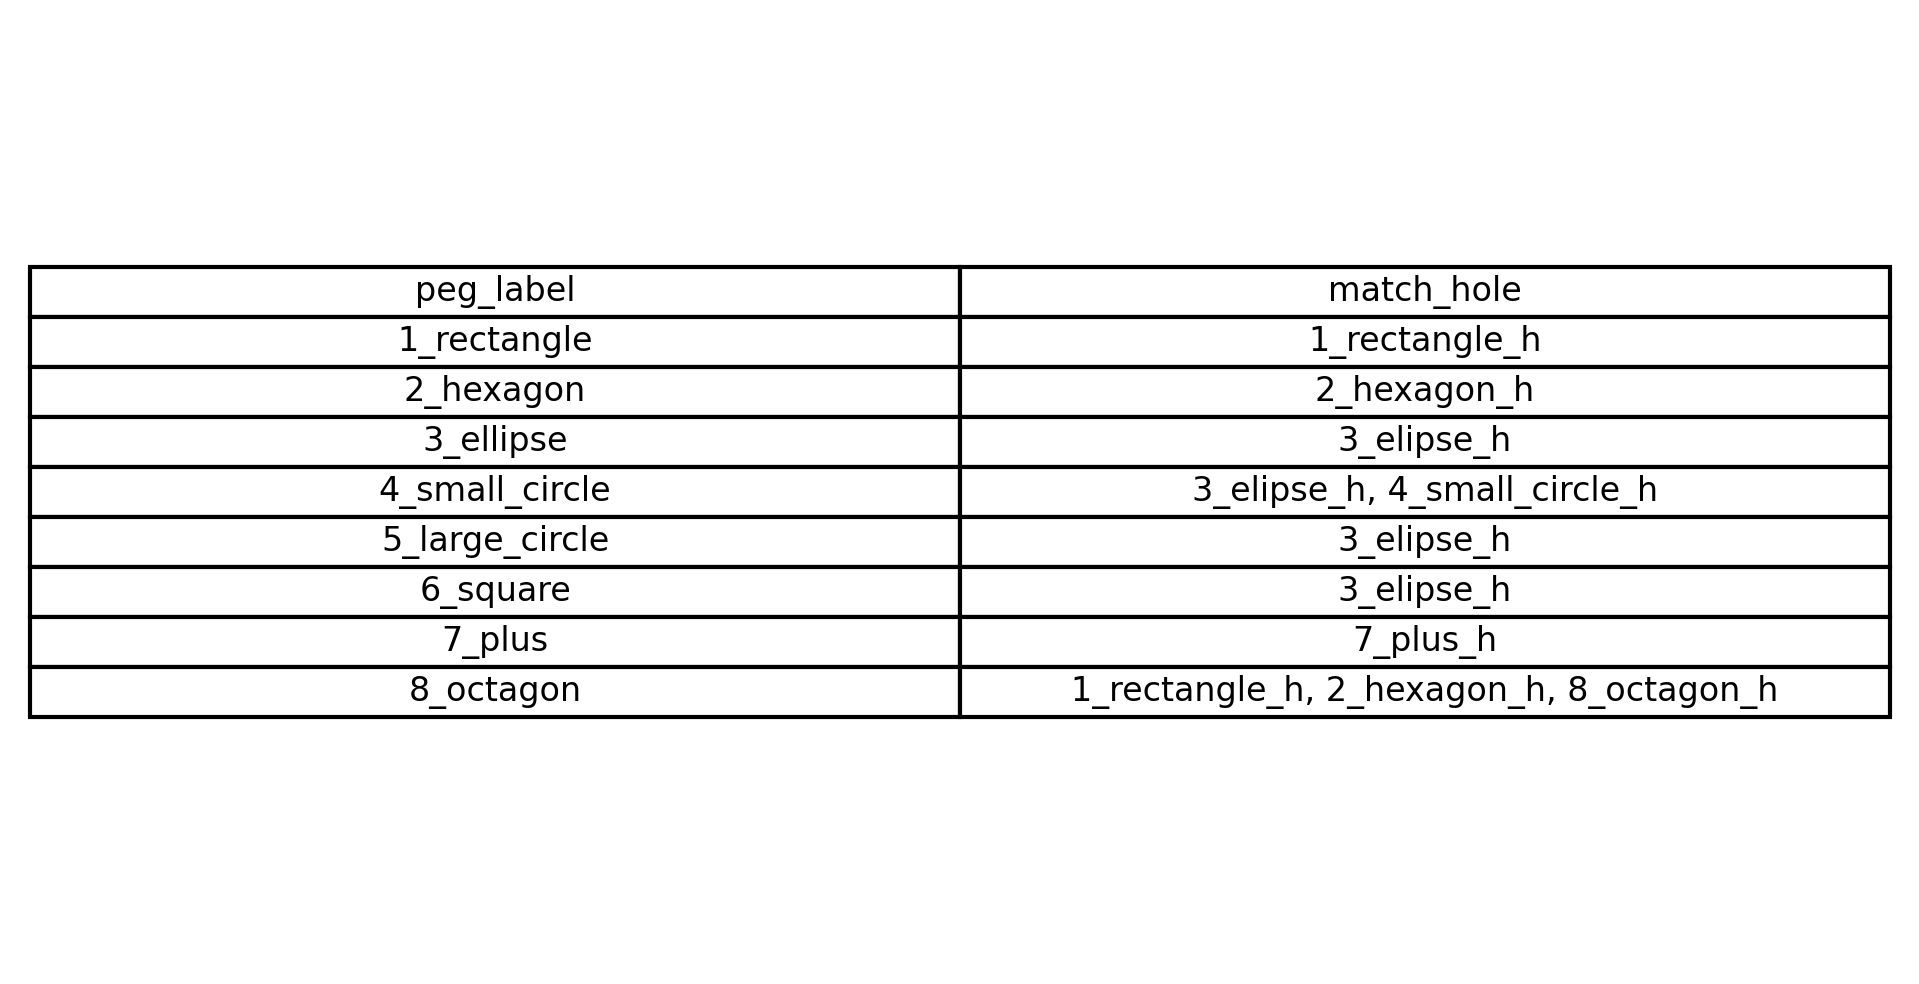 peg_label match_hole
1_rectangle 1_rectangle_h
2_hexagon 2_hexagon_h
3_ellipse 3_elipse_h
4_small_circle 3_elipse_h, 4_small_circle_h
5_large_circle 3_elipse_h
6_square 3_elipse_h
7_plus 7_plus_h
8_octagon 1_rectangle_h, 2_hexagon_h, 8_octagon_h